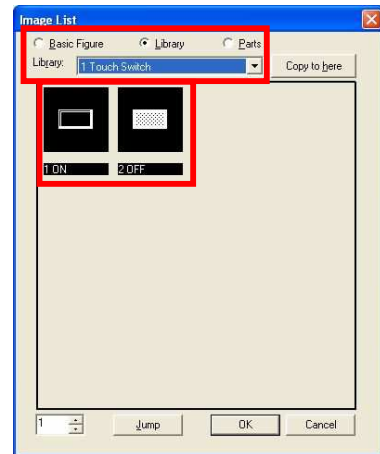 Image List
Basic Figure Library Parts
Library: 1 Touch Switch Copy to here
1 ON 2 OFF
1 Jump OK Cancel